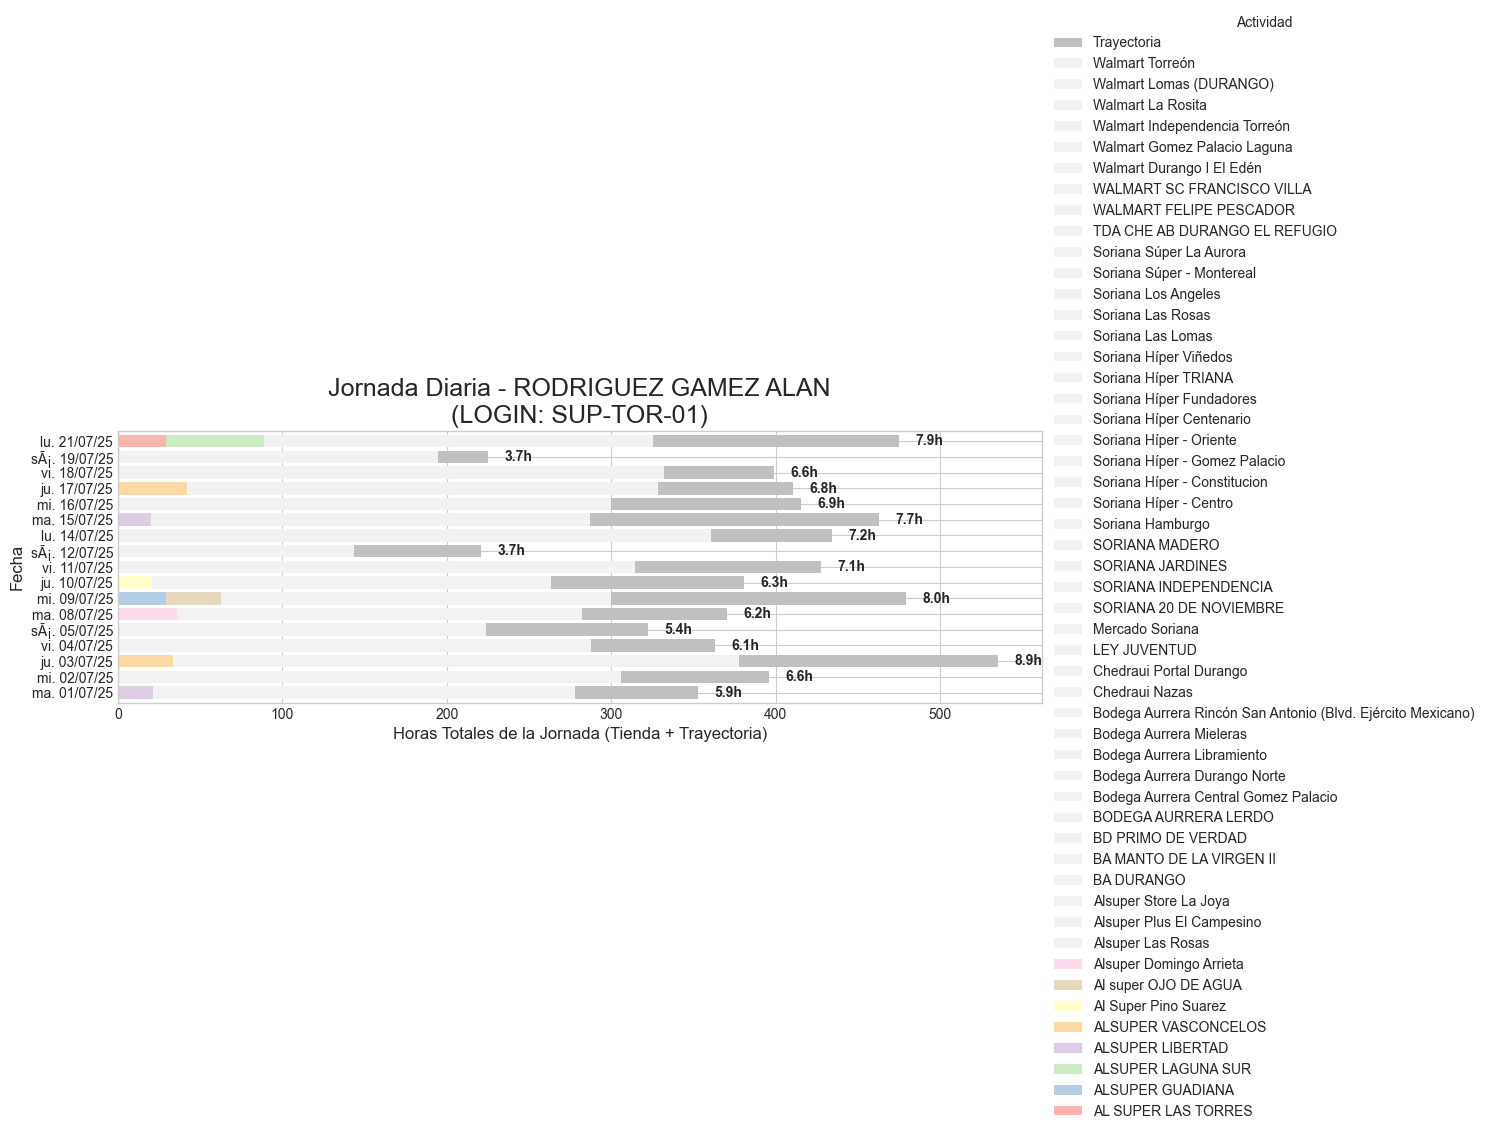 Jornada Diaria - RODRIGUEZ GAMEZ ALAN
(LOGIN: SUP-TOR-01)
Fecha
lu. 21/07/25
7.9h
sÃ¡. 19/07/25
3.7h
vi. 18/07/25
6.6h
ju. 17/07/25
6.8h
mi. 16/07/25
6.9h
ma. 15/07/25
7.7h
lu. 14/07/25
7.2h
sÃ¡. 12/07/25
3.7h
vi. 11/07/25
7.1h
ju. 10/07/25
6.3h
mi. 09/07/25
8.0h
ma. 08/07/25
6.2h
sÃ¡. 05/07/25
5.4h
vi. 04/07/25
6.1h
ju. 03/07/25
8.9h
mi. 02/07/25
6.6h
ma. 01/07/25
5.9h
0 100 200 300 400 500
Horas Totales de la Jornada (Tienda + Trayectoria)
Actividad
Trayectoria
Walmart Torreón
Walmart Lomas (DURANGO)
Walmart La Rosita
Walmart Independencia Torreón
Walmart Gomez Palacio Laguna
Walmart Durango I El Edén
WALMART SC FRANCISCO VILLA
WALMART FELIPE PESCADOR
TDA CHE AB DURANGO EL REFUGIO
Soriana Súper La Aurora
Soriana Súper - Montereal
Soriana Los Angeles
Soriana Las Rosas
Soriana Las Lomas
Soriana Híper Viñedos
Soriana Híper TRIANA
Soriana Híper Fundadores
Soriana Híper Centenario
Soriana Híper - Oriente
Soriana Híper - Gomez Palacio
Soriana Híper - Constitucion
Soriana Híper - Centro
Soriana Hamburgo
SORIANA MADERO
SORIANA JARDINES
SORIANA INDEPENDENCIA
SORIANA 20 DE NOVIEMBRE
Mercado Soriana
LEY JUVENTUD
Chedraui Portal Durango
Chedraui Nazas
Bodega Aurrera Rincón San Antonio (Blvd. Ejército Mexicano)
Bodega Aurrera Mieleras
Bodega Aurrera Libramiento
Bodega Aurrera Durango Norte
Bodega Aurrera Central Gomez Palacio
BODEGA AURRERA LERDO
BD PRIMO DE VERDAD
BA MANTO DE LA VIRGEN II
BA DURANGO
Alsuper Store La Joya
Alsuper Plus El Campesino
Alsuper Las Rosas
Alsuper Domingo Arrieta
Al super OJO DE AGUA
Al Super Pino Suarez
ALSUPER VASCONCELOS
ALSUPER LIBERTAD
ALSUPER LAGUNA SUR
ALSUPER GUADIANA
AL SUPER LAS TORRES